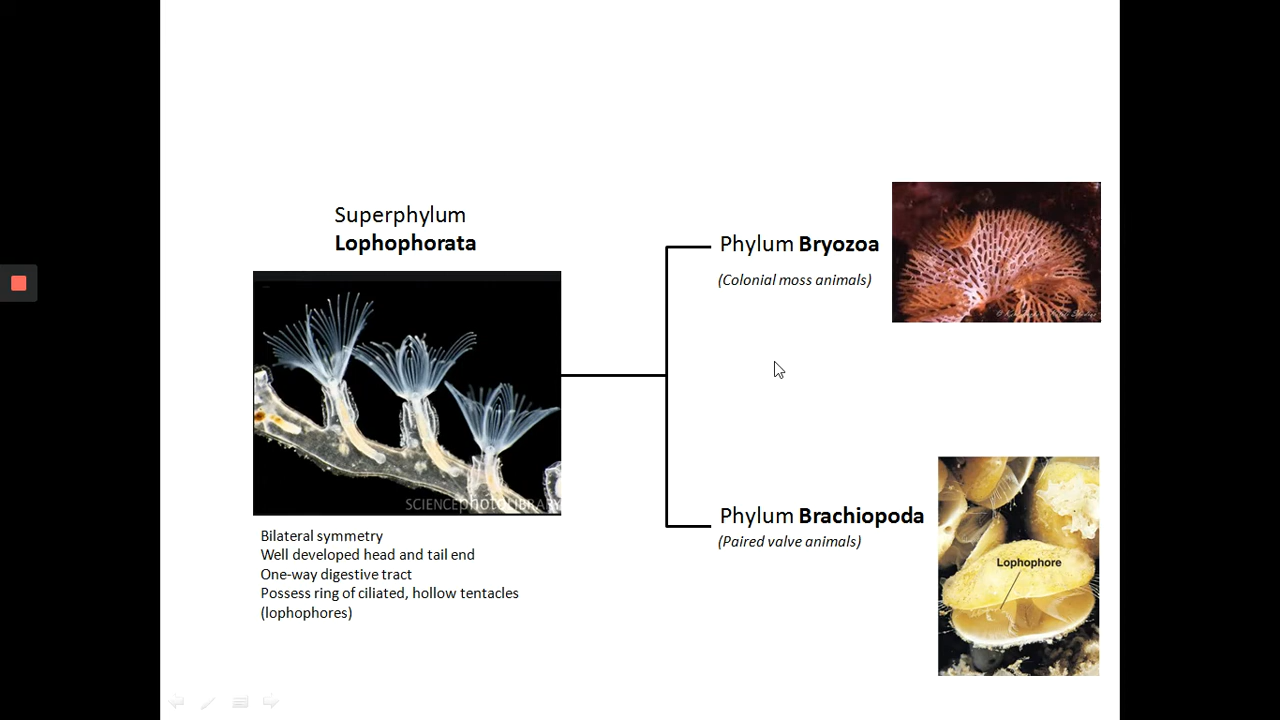 Superphylum
Lophophorata
SCIENCEphotoLIBRARY
Bilateral symmetry
Well developed head and tail end
One-way digestive tract
Possess ring of ciliated, hollow tentacles
(lophophores)
Phylum Bryozoa
(Colonial moss animals)
Phylum Brachiopoda
(Paired valve animals)
Lophophore